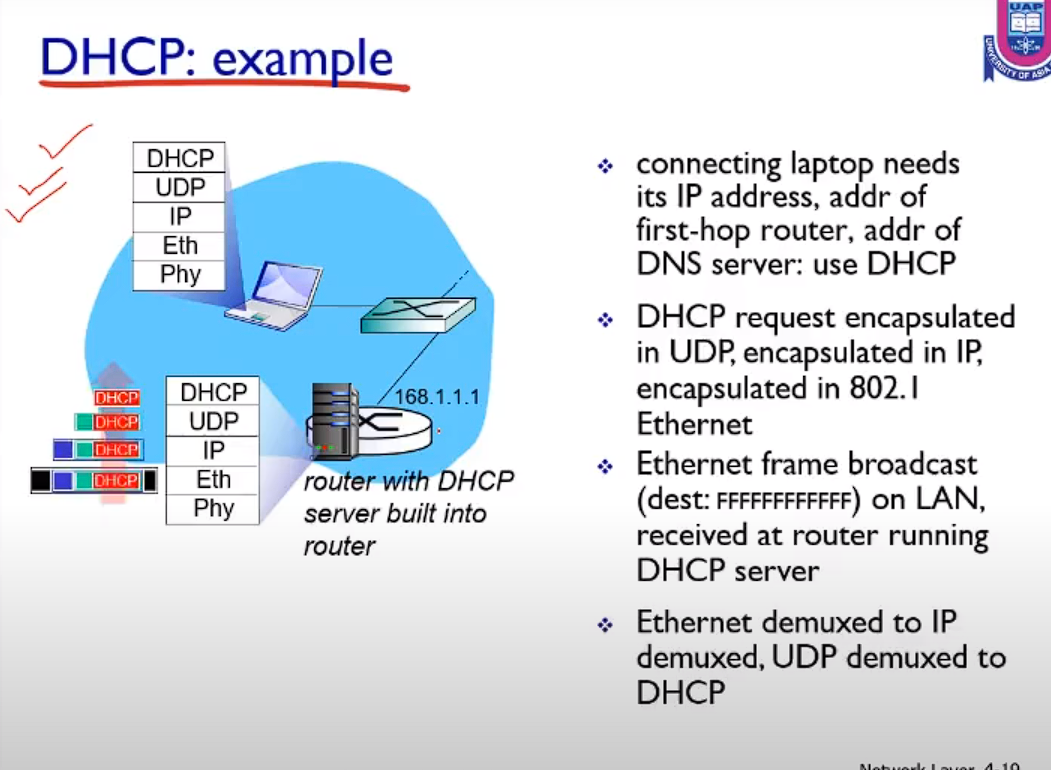 DHCP: example
UAP
UNIVERSITY OF ASIA
DHCP
UDP
IP
Eth
Phy
DHCP
DHCP
DHCP
DHCP
DHCP
UDP
IP
Eth
Phy
168.1.1.1
router with DHCP
server built into
router
connecting laptop needs
its IP address, addr of
first-hop router, addr of
DNS server: use DHCP
DHCP request encapsulated
in UDP, encapsulated in IP,
encapsulated in 802.1
Ethernet
Ethernet frame broadcast
(dest: FFFFFFFFFFFF) on LAN,
received at router running
DHCP server
Ethernet demuxed to IP
demuxed, UDP demuxed to
DHCP
Network Layer 4-19